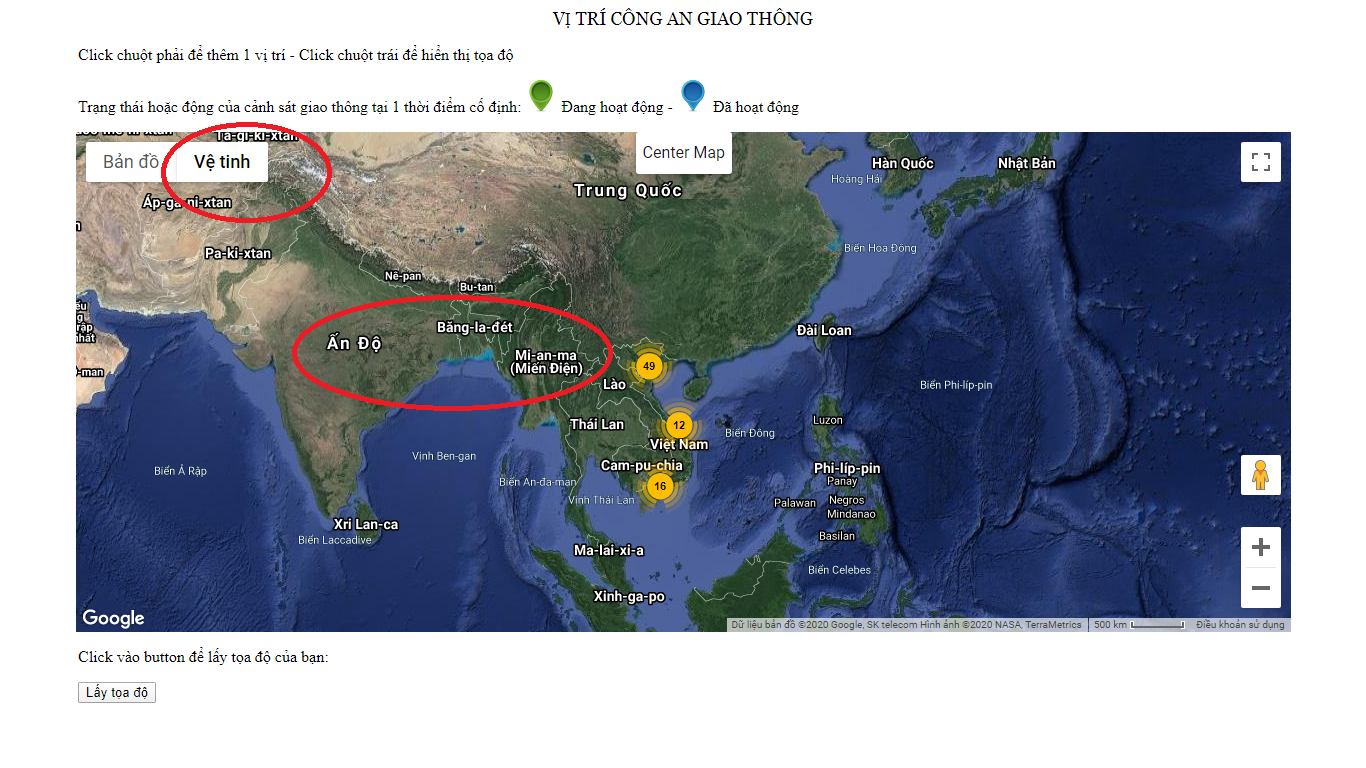 VỊ TRÍ CÔNG AN GIAO THÔNG
Click chuột phải để thêm 1 vị trí - Click chuột trái để hiển thị tọa độ
Trạng thái hoặc động của cảnh sát giao thông tại 1 thời điểm cố định: Đang hoạt động - Đã hoạt động
Ta-gi-ki-xtan
Bản đồ Vệ tinh
Center Map
Hàn Quốc
Nhật Bản
Hoàng Hải
Trung Quốc
Áp-ga-ni-xtan
Pa-ki-xtan
Biển Hoa Đông
Nê-pan
Bu-tan
Băng-la-đét
Ấn Độ
Mi-an-ma
(Miến Điện)
Đài Loan
49
Lào
Biển Phi-líp-pin
12
Thái Lan
Luzon
Biển Đông
Việt Nam
Vịnh Ben-gan
Cam-pu-chia
Biển Ả Rập
Phi-líp-pin
Panay
Biển An-đa-man
16
Vịnh Thái Lan
Palawan
Negros
Mindanao
Xri Lan-ca
Biển Laccadive
Basilan
Ma-lai-xi-a
Biển Celebes
Xinh-ga-po
Google
Dữ liệu bản đồ ©2020 Google, SK telecom Hình ảnh ©2020 NASA, TerraMetrics 500 km Điều khoản sử dụng
Click vào button để lấy tọa độ của bạn:
Lấy tọa độ